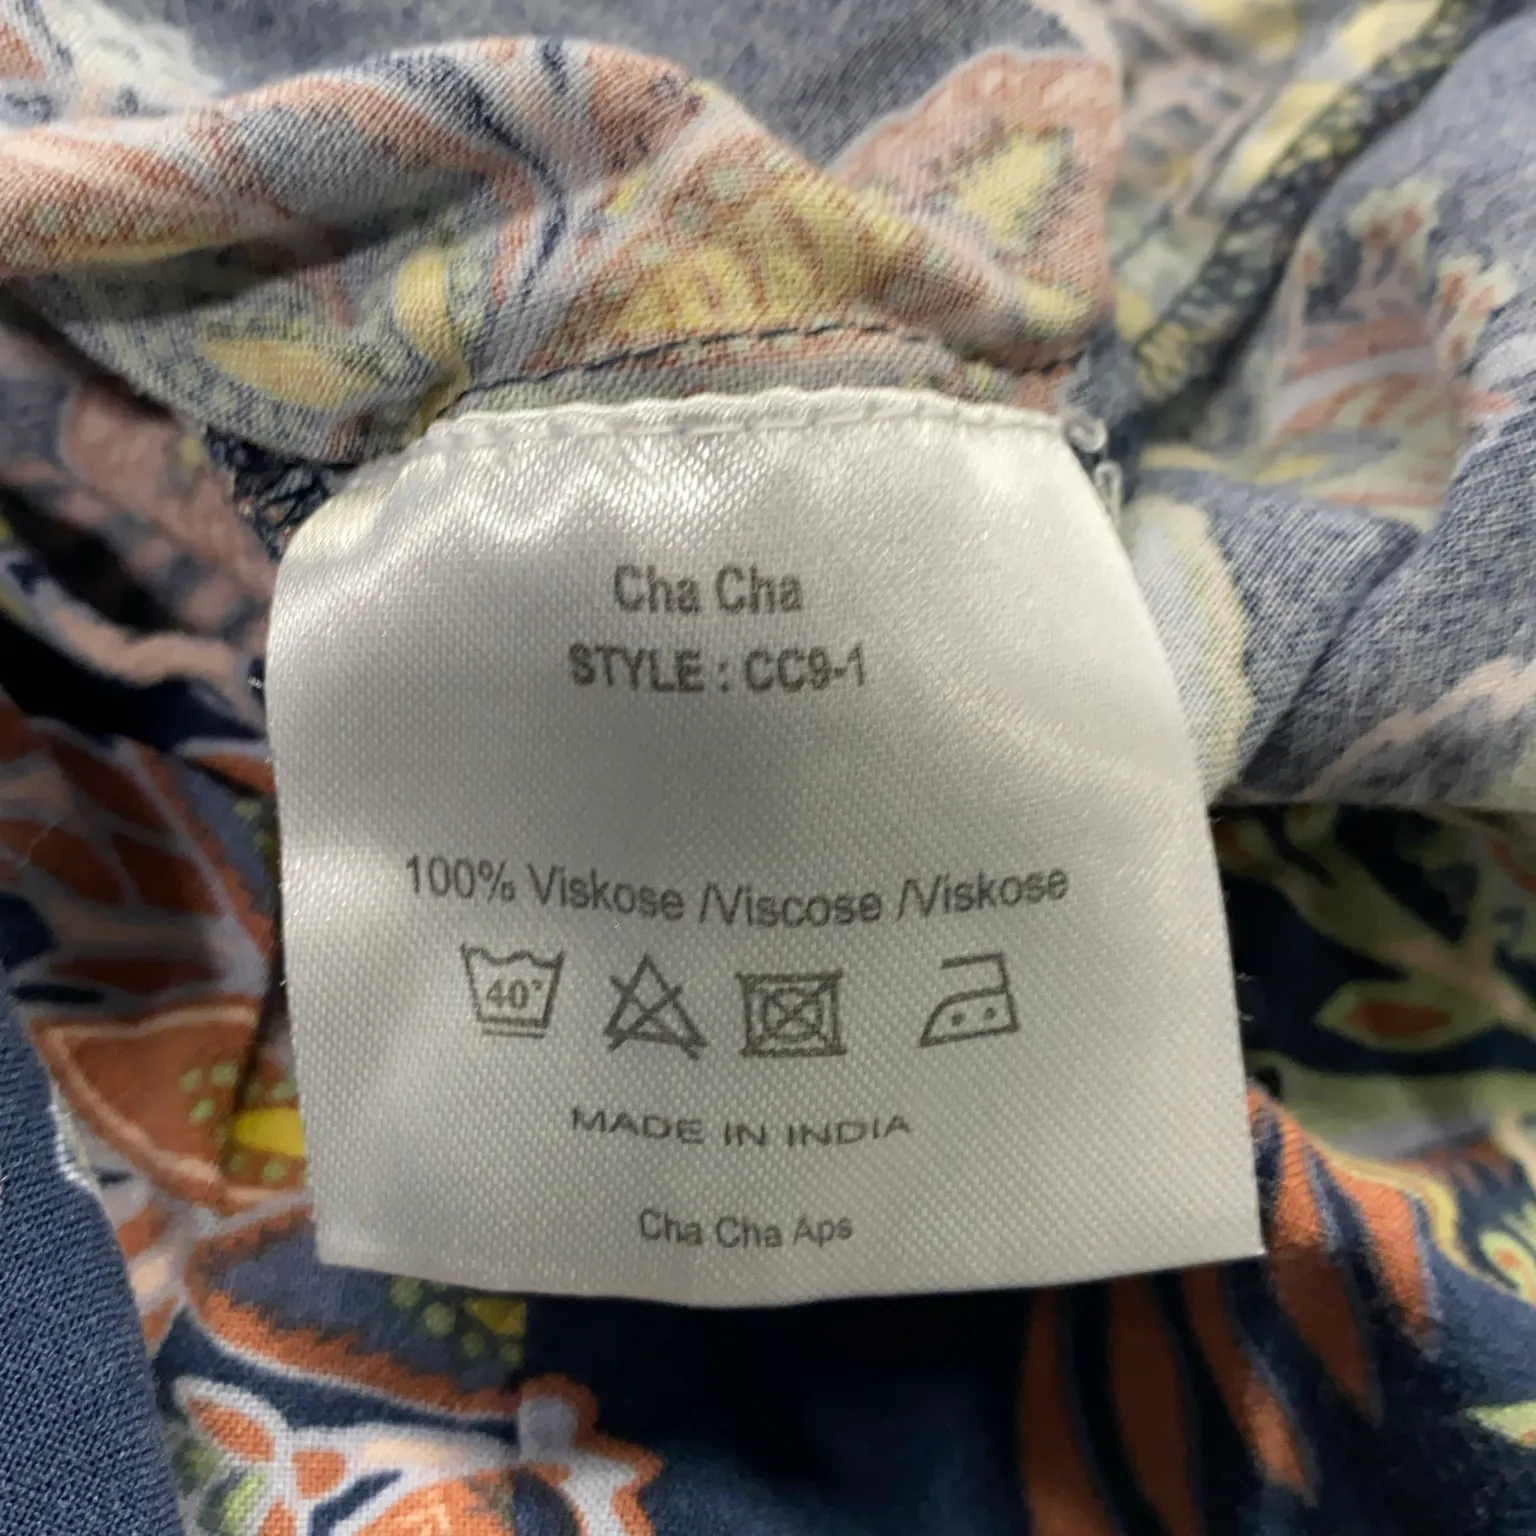 Cha Cha
STYLE : CC9-1
100% Viskose /Viscose /Viskose
40°
MADE IN INDIA
Cha Cha Aps